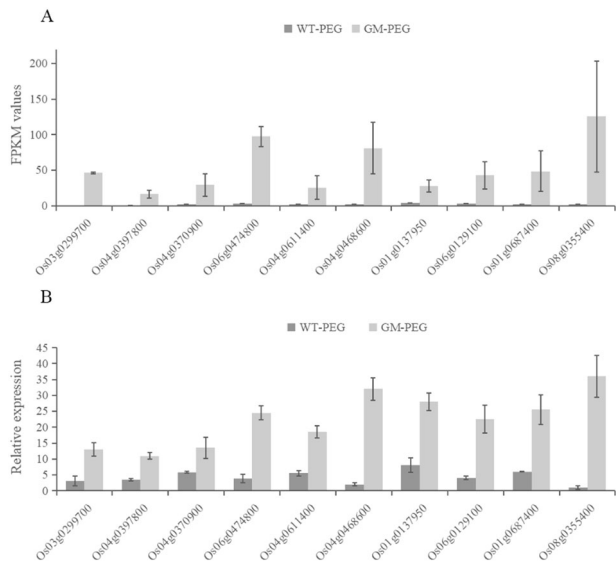 A
WT-PEG GM-PEG
FPKM values
200
150
100
50
0
Os03g0299700
Os04g0397800
Os04g0370900
Os06g0474800
Os04g0611400
Os04g0468600
Os01g0137950
Os06g0129100
Os01g0687400
Os08g0355400
B
WT-PEG GM-PEG
Relative expression
45
40
35
30
25
20
15
10
5
0
Os03g0299700
Os04g0397800
Os04g0370900
Os06g0474800
Os04g0611400
Os04g0468600
Os01g0137950
Os06g0129100
Os01g0687400
Os08g0355400